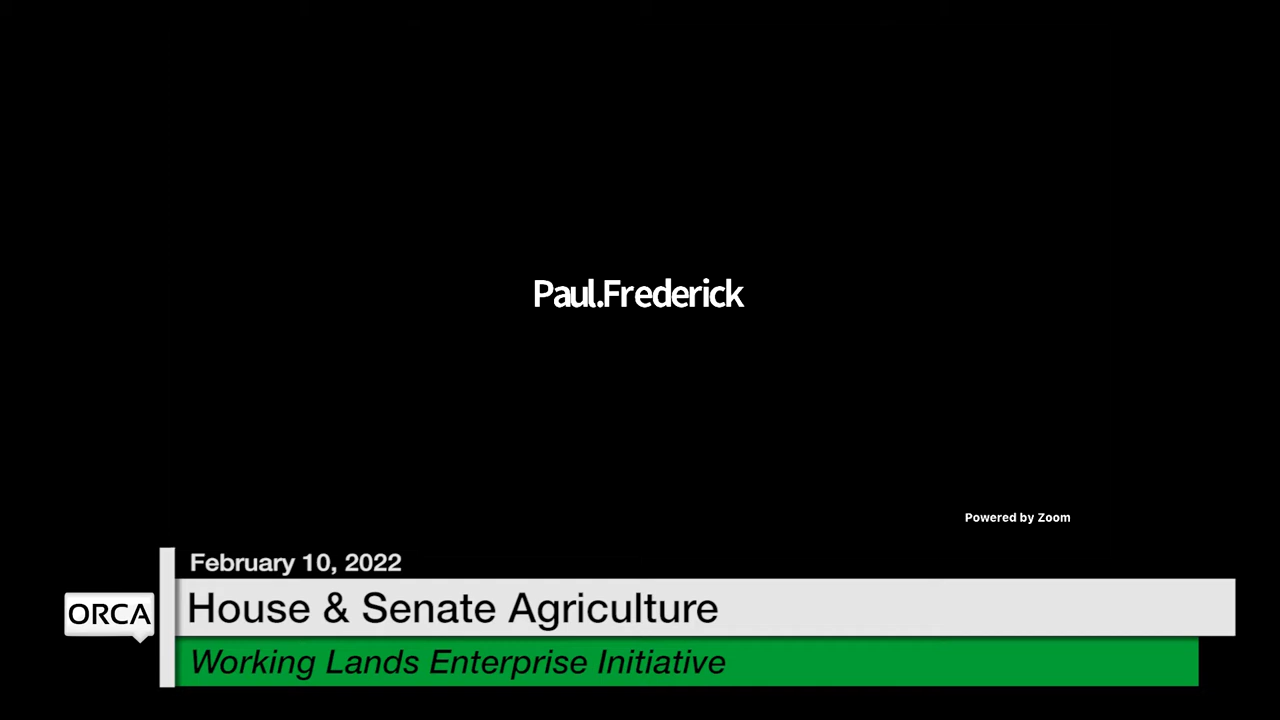 Paul.Frederick
Powered by Zoom
February 10, 2022
House & Senate Agriculture
ORCA
Working Lands Enterprise Initiative